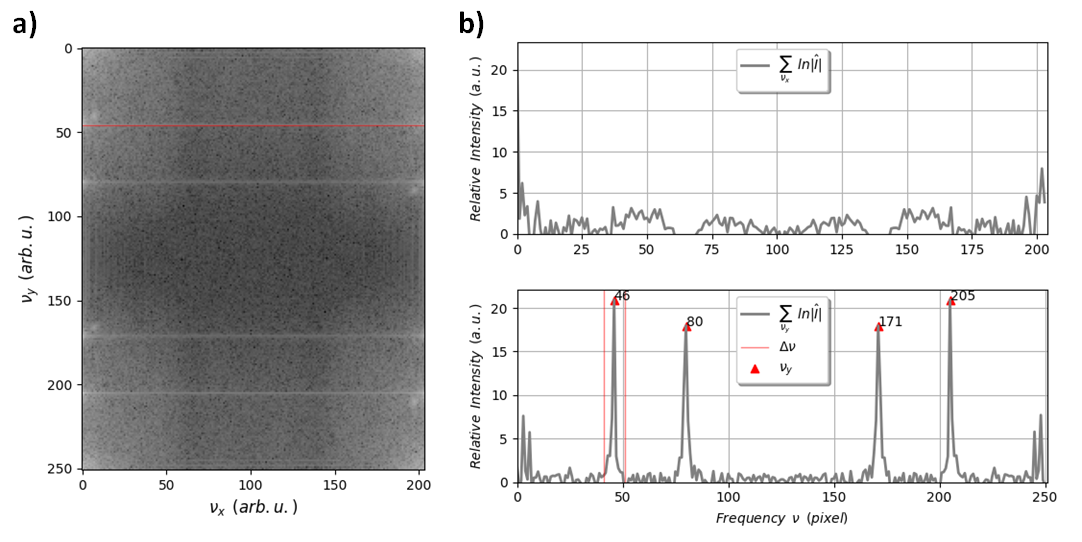 a)
0
50
100
150
200
250
ν_y (arb.u.)
0 50 100 150 200
ν_x (arb.u.)
b)
Relative Intensity (a.u.)
20
15
10
5
0
∑_{ν_x} ln|Î|
0 25 50 75 100 125 150 175 200
Relative Intensity (a.u.)
20
15
10
5
0
46
80
171
205
∑_{ν_y} ln|Î|
Δν
ν_y
0 50 100 150 200 250
Frequency ν (pixel)